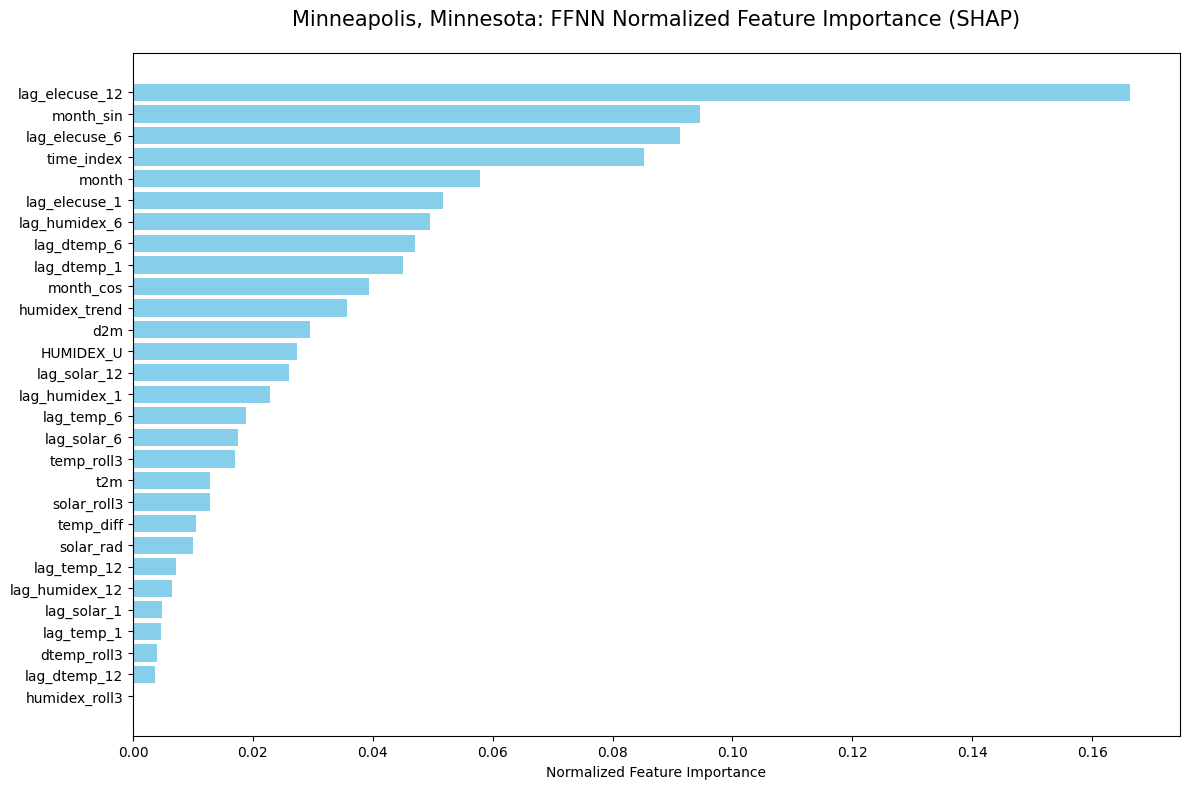 Minneapolis, Minnesota: FFNN Normalized Feature Importance (SHAP)
lag_elecuse_12
month_sin
lag_elecuse_6
time_index
month
lag_elecuse_1
lag_humidex_6
lag_dtemp_6
lag_dtemp_1
month_cos
humidex_trend
d2m
HUMIDEX_U
lag_solar_12
lag_humidex_1
lag_temp_6
lag_solar_6
temp_roll3
t2m
solar_roll3
temp_diff
solar_rad
lag_temp_12
lag_humidex_12
lag_solar_1
lag_temp_1
dtemp_roll3
lag_dtemp_12
humidex_roll3
0.00 0.02 0.04 0.06 0.08 0.10 0.12 0.14 0.16
Normalized Feature Importance